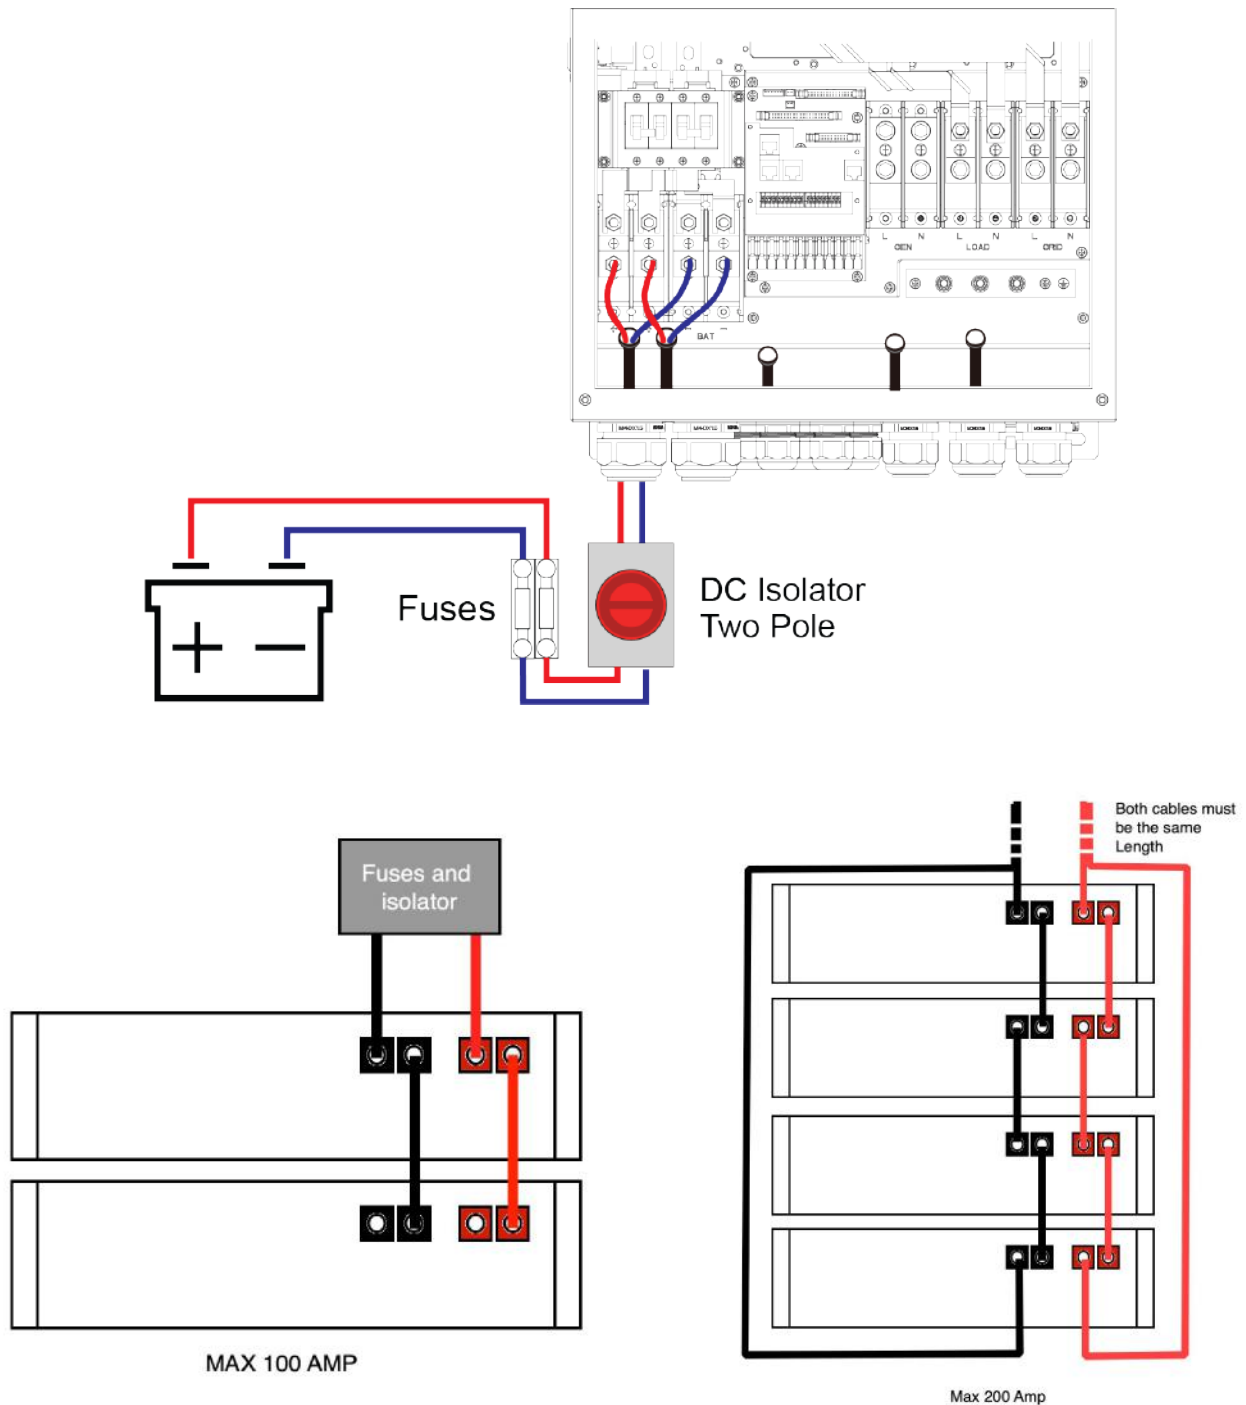 L N L N L N
GEN LOAD GRID
BAT
Fuses
DC Isolator
Two Pole
Fuses and
isolator
MAX 100 AMP
Both cables must
be the same
Length
Max 200 Amp